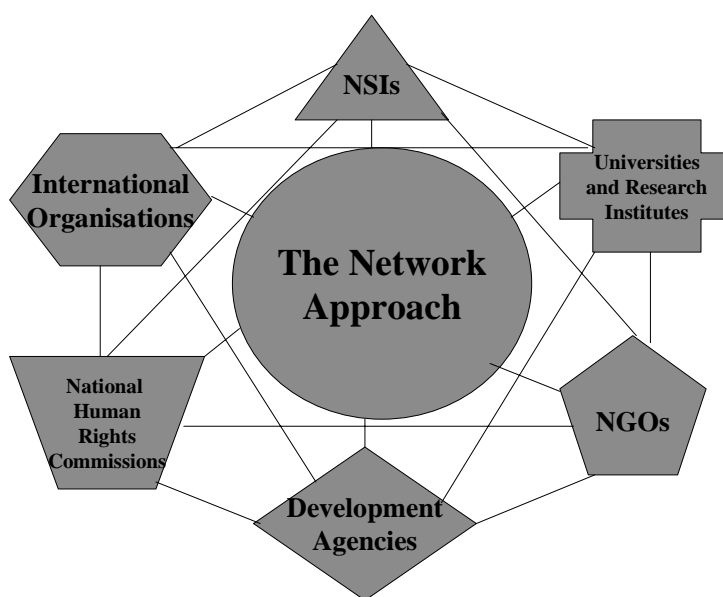 NSIs
International
Organisations
Universities
and Research
Institutes
The Network
Approach
National
Human
Rights
Commissions
NGOs
Development
Agencies